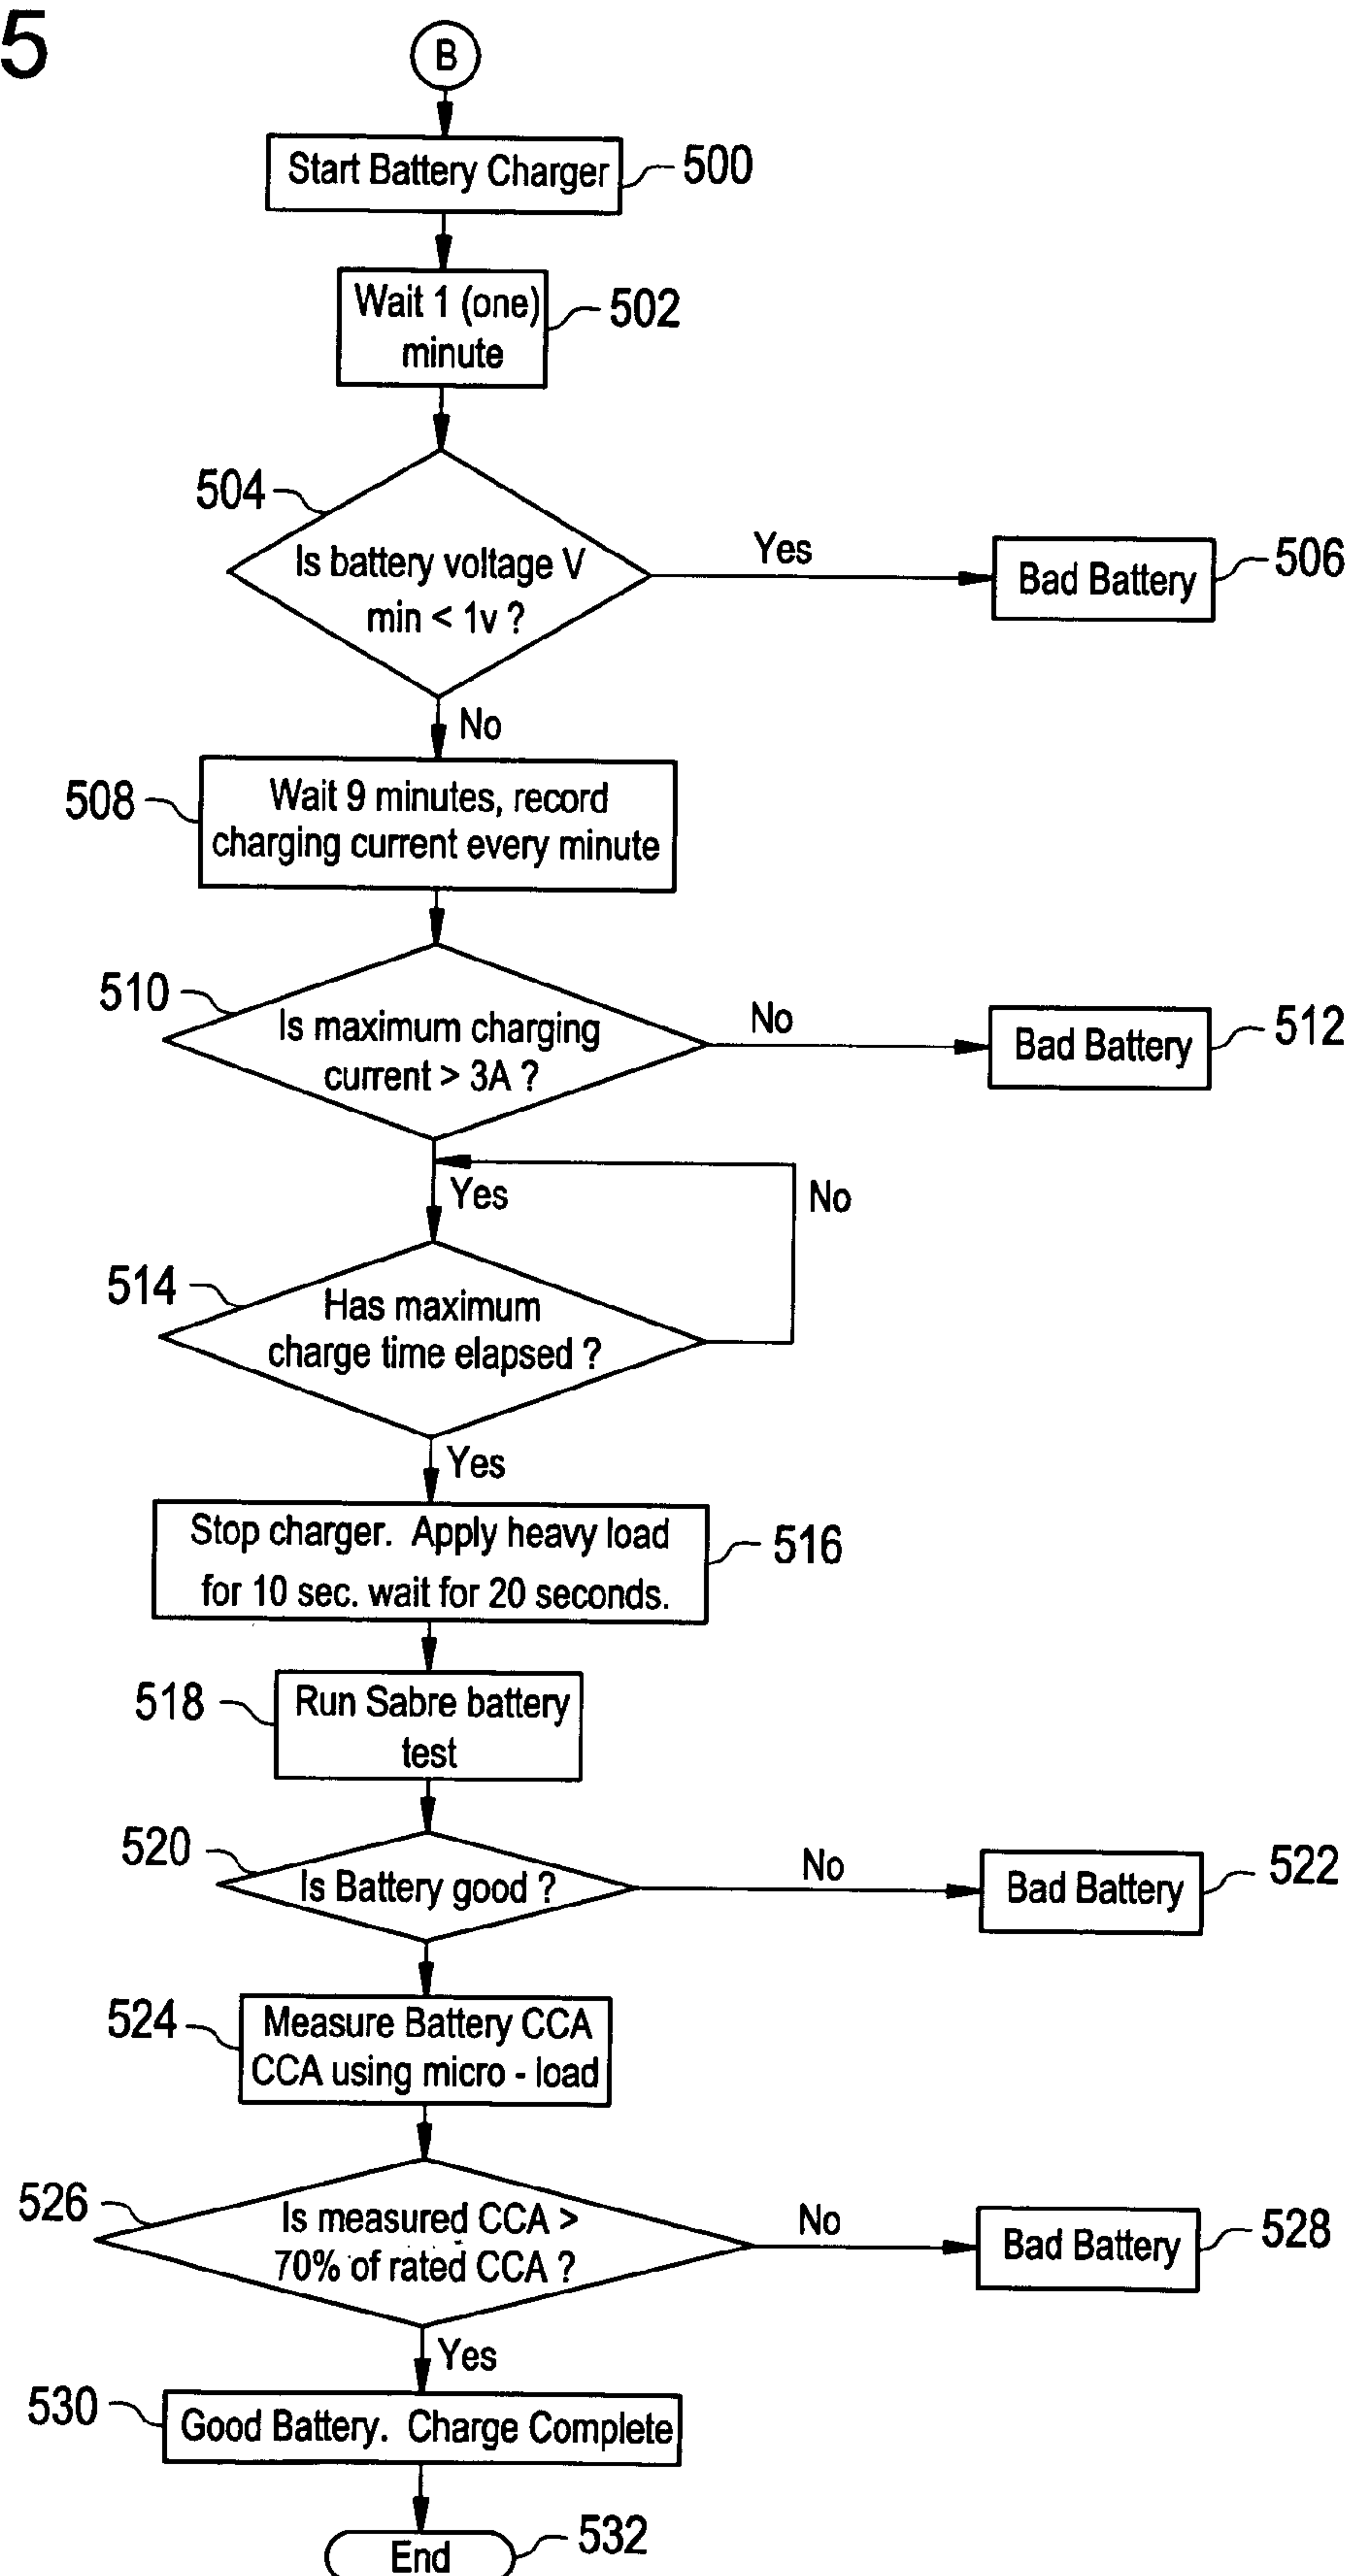 5
B
Start Battery Charger
500
Wait 1 (one)
minute
502
504
Is battery voltage V
min < 1v ?
Yes
Bad Battery
506
No
508
Wait 9 minutes, record
charging current every minute
510
Is maximum charging
current > 3A ?
No
Bad Battery
512
Yes
No
514
Has maximum
charge time elapsed ?
Yes
Stop charger. Apply heavy load
for 10 sec. wait for 20 seconds.
516
518
Run Sabre battery
test
520
Is Battery good ?
No
Bad Battery
522
524
Measure Battery CCA
CCA using micro - load
526
Is measured CCA >
70% of rated CCA ?
No
Bad Battery
528
Yes
530
Good Battery. Charge Complete
End
532